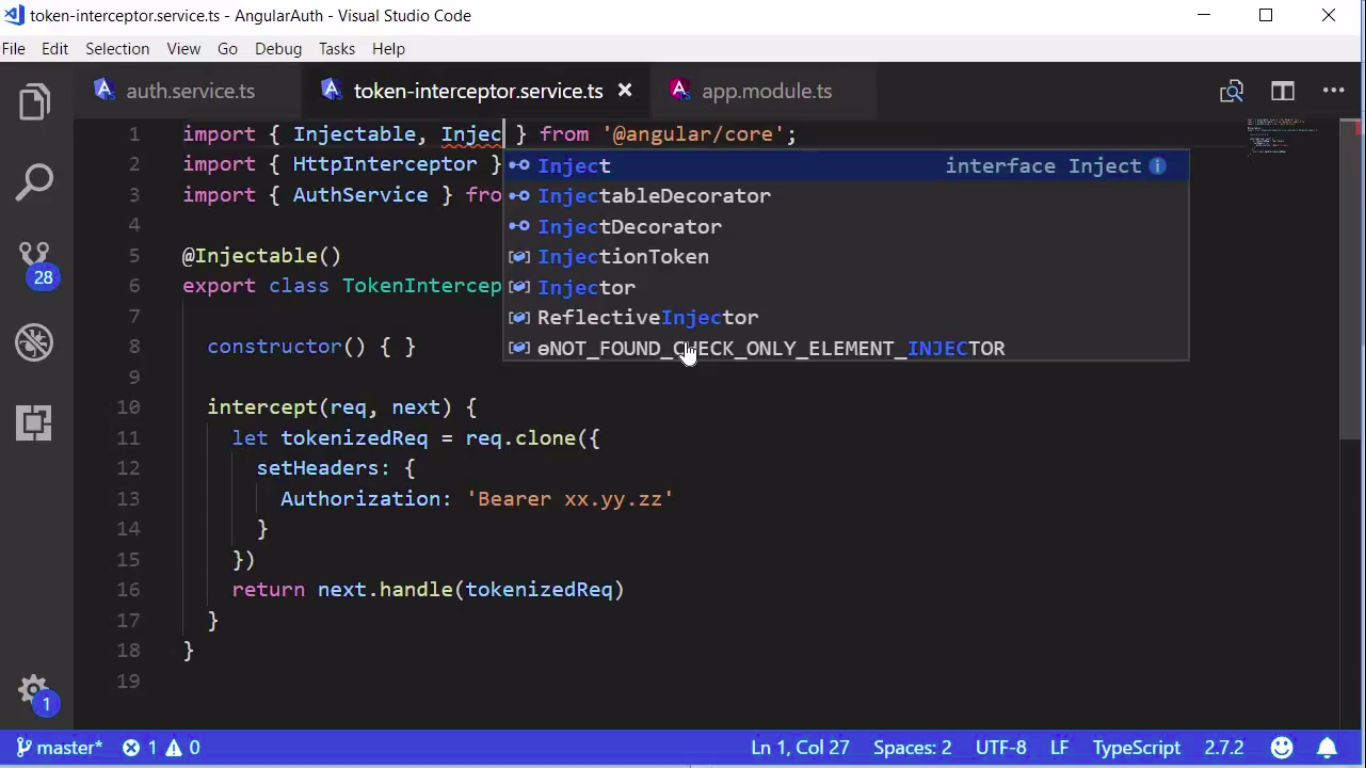 token-interceptor.service.ts - AngularAuth - Visual Studio Code
File Edit Selection View Go Debug Tasks Help
auth.service.ts token-interceptor.service.ts app.module.ts
1 import { Injectable, Injec } from '@angular/core';
2 import { HttpInterceptor }
Inject interface Inject
3 import { AuthService } fro
InjectableDecorator
4
InjectDecorator
5 @Injectable()
InjectionToken
6 export class TokenIntercep
Injector
7
ReflectiveInjector
8 constructor() { }
ɵNOT_FOUND_CHECK_ONLY_ELEMENT_INJECTOR
9
10 intercept(req, next) {
11 let tokenizedReq = req.clone({
12 setHeaders: {
13 Authorization: 'Bearer xx.yy.zz'
14 }
15 })
16 return next.handle(tokenizedReq)
17 }
18 }
19
28
1
master* 1 0 Ln 1, Col 27 Spaces: 2 UTF-8 LF TypeScript 2.7.2